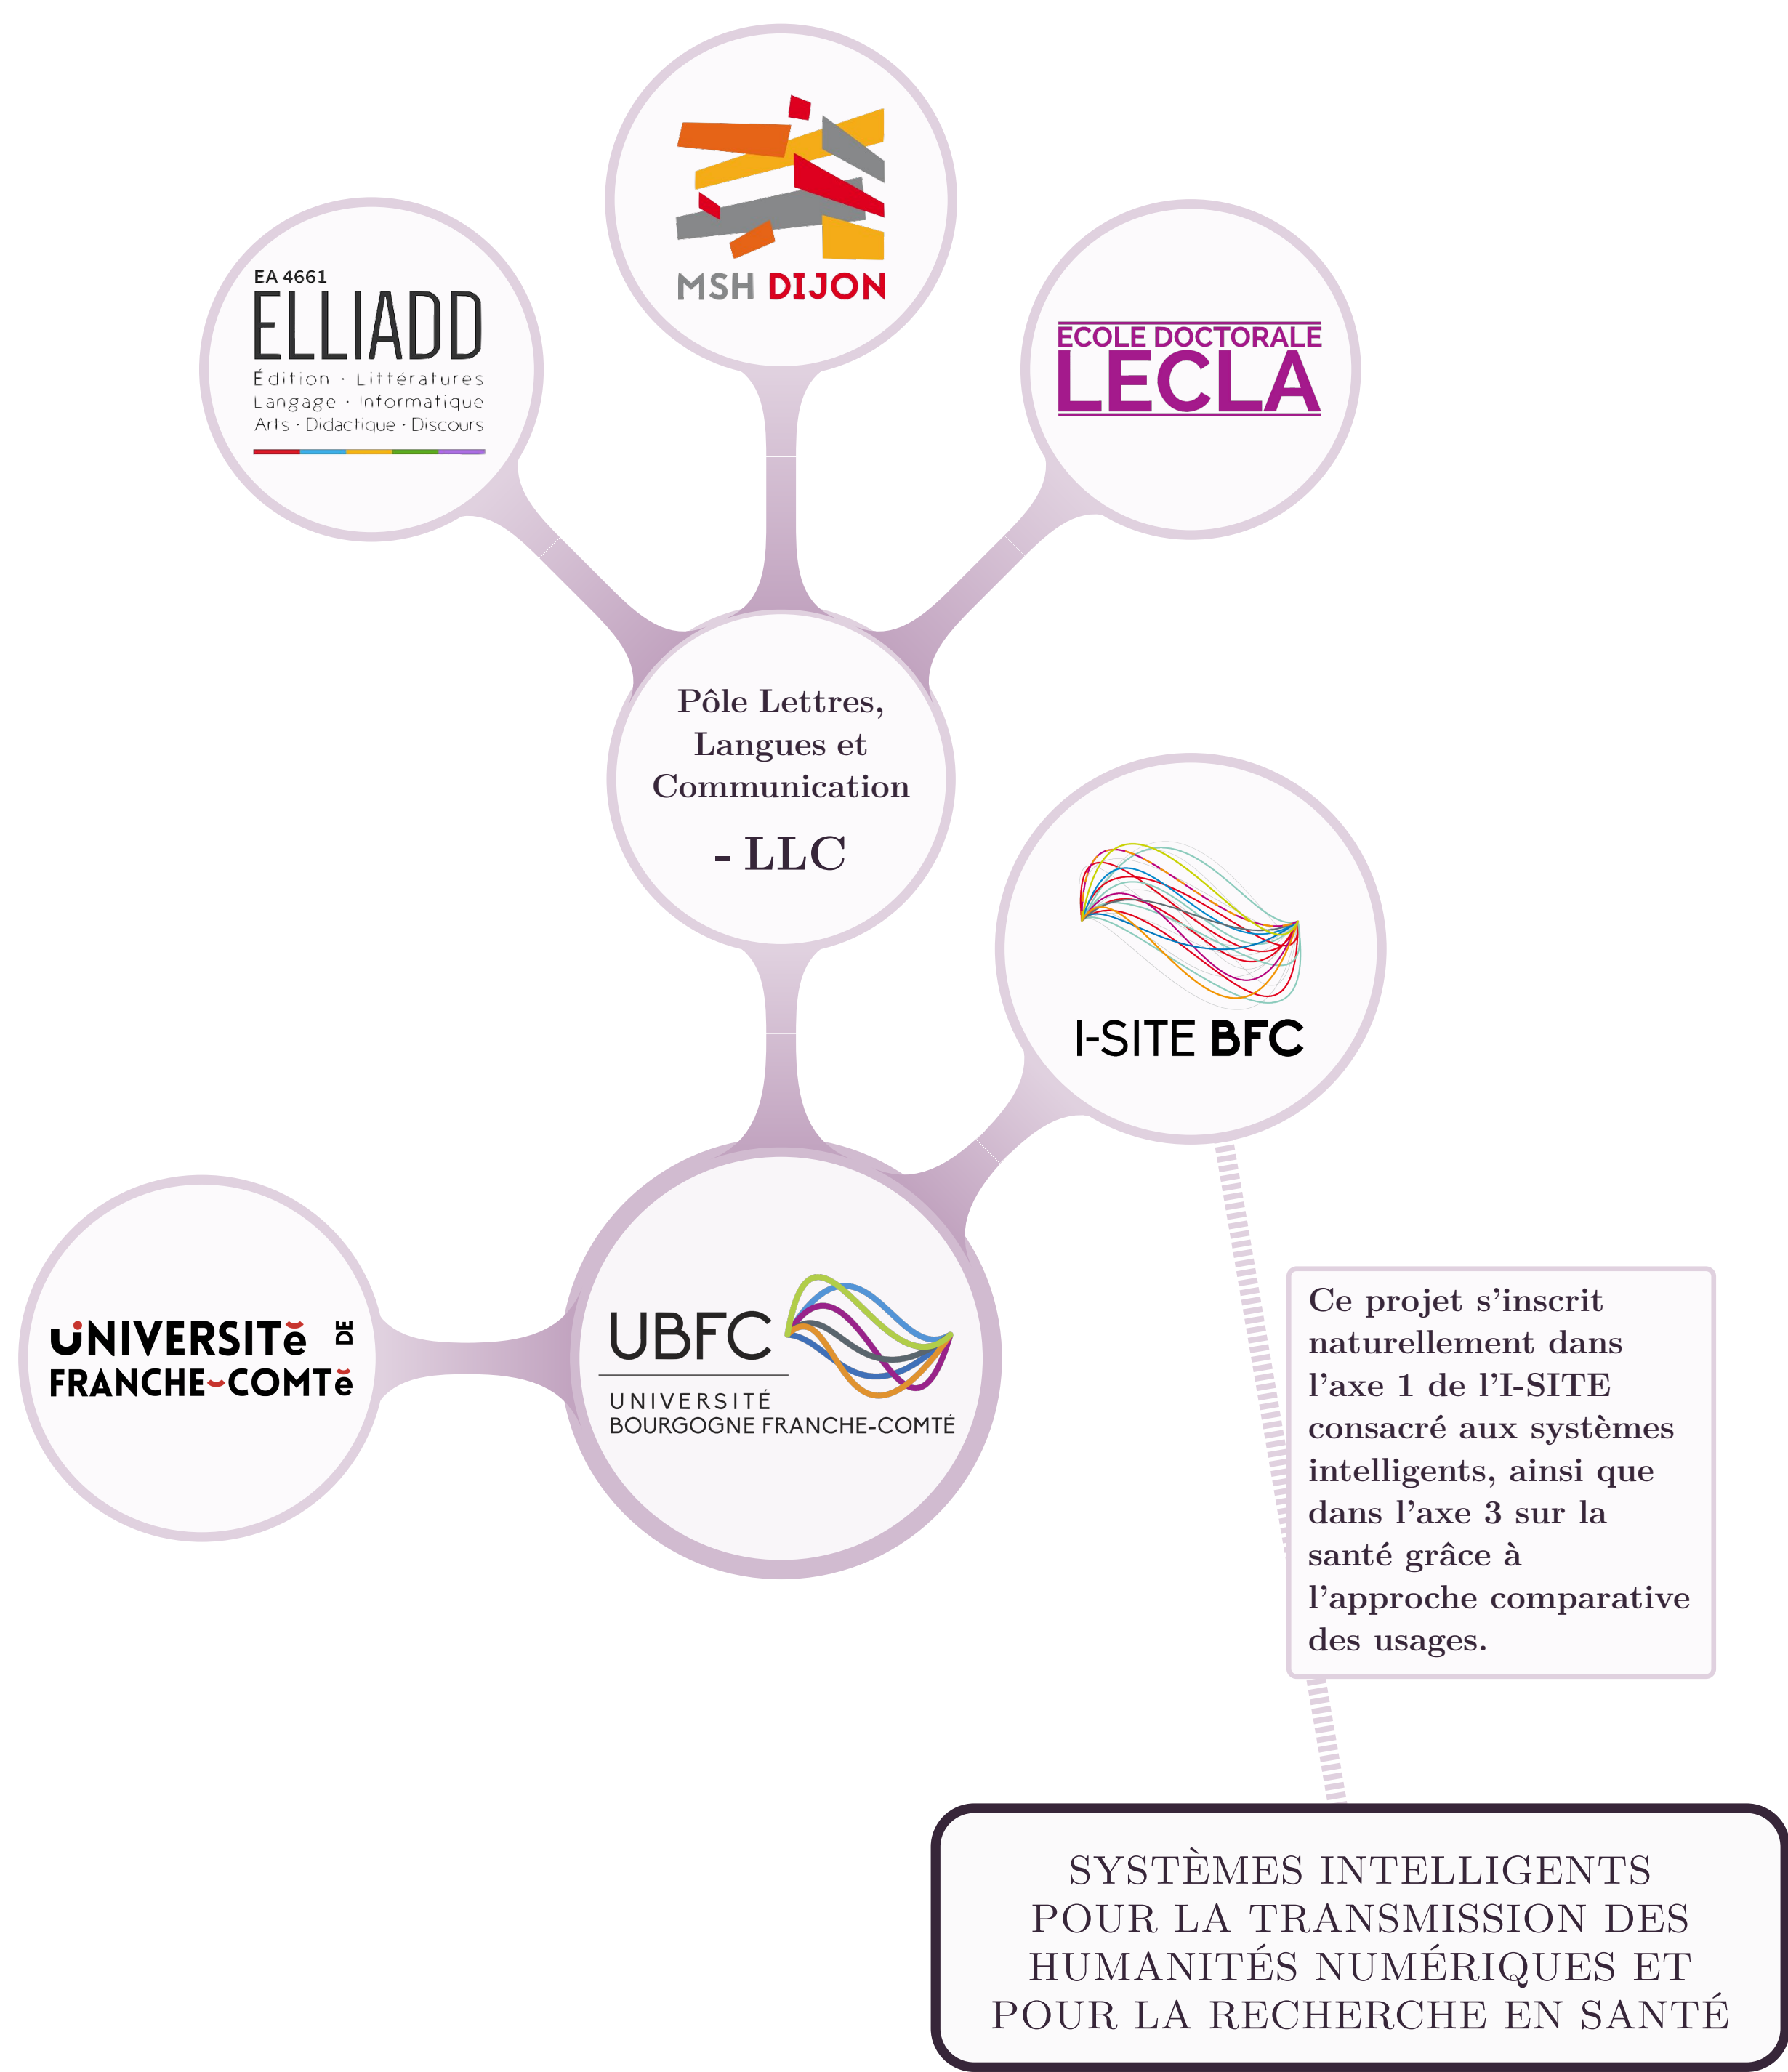 MSH DIJON
EA 4661
ELLIADD
Édition · Littératures
Langage · Informatique
Arts · Didactique · Discours
ECOLE DOCTORALE
LECLA
Pôle Lettres,
Langues et
Communication
- LLC
I-SITE BFC
UNIVERSITĕ DE
FRANCHE-COMTĕ
UBFC
UNIVERSITÉ
BOURGOGNE FRANCHE-COMTÉ
Ce projet s'inscrit
naturellement dans
l'axe 1 de l'I-SITE
consacré aux systèmes
intelligents, ainsi que
dans l'axe 3 sur la
santé grâce à
l'approche comparative
des usages.
SYSTÈMES INTELLIGENTS
POUR LA TRANSMISSION DES
HUMANITÉS NUMÉRIQUES ET
POUR LA RECHERCHE EN SANTÉ